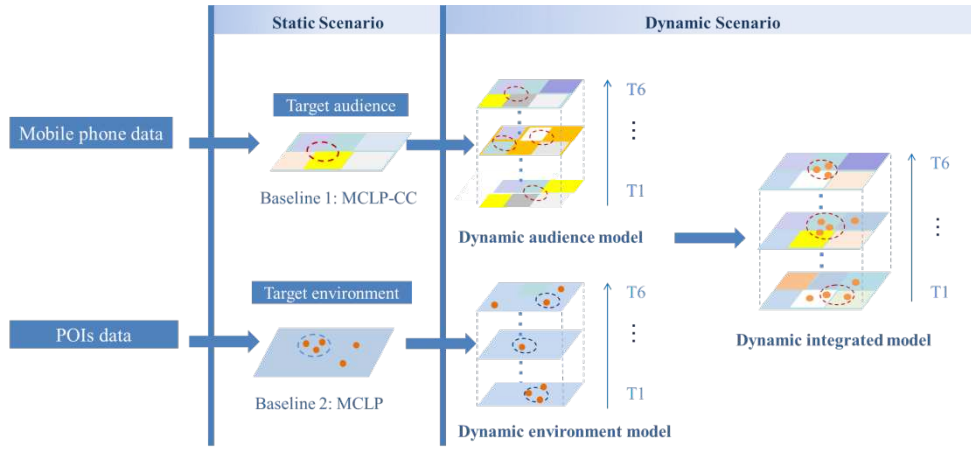 Static Scenario
Dynamic Scenario
Mobile phone data
Target audience
Baseline 1: MCLP-CC
T6
⋮
T1
Dynamic audience model
POIs data
Target environment
Baseline 2: MCLP
T6
⋮
T1
Dynamic environment model
T6
⋮
T1
Dynamic integrated model